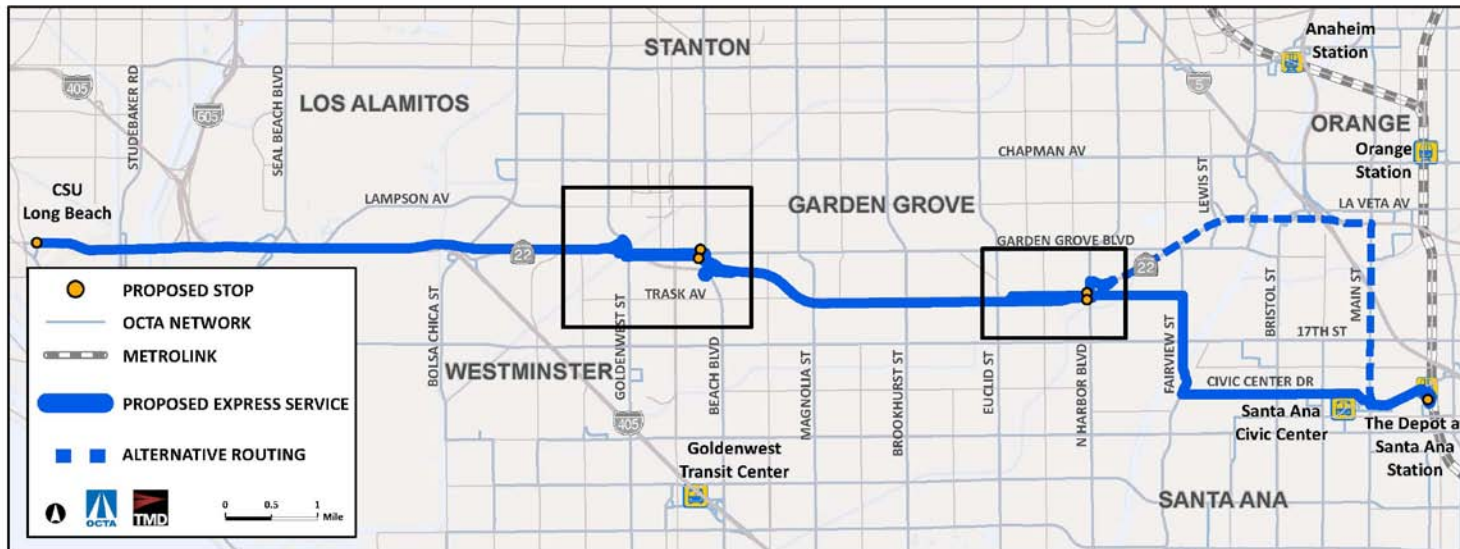 STANTON
Anaheim
Station
405
605
5
STUDEBAKER RD
LOS ALAMITOS
SEAL BEACH BLVD
ORANGE
Orange
Station
CHAPMAN AV
CSU
Long Beach
LAMPSON AV
GARDEN GROVE
LEWIS ST
LA VETA AV
GARDEN GROVE BLVD
22
22
TRASK AV
BOLSA CHICA ST
GOLDENWEST ST
BEACH BLVD
MAGNOLIA ST
BROOKHURST ST
EUCLID ST
N HARBOR BLVD
FAIRVIEW ST
BRISTOL ST
MAIN ST
17TH ST
WESTMINSTER
CIVIC CENTER DR
405
Santa Ana
Civic Center
The Depot a
Santa Ana
Station
Goldenwest
Transit Center
SANTA ANA
PROPOSED STOP
OCTA NETWORK
METROLINK
PROPOSED EXPRESS SERVICE
ALTERNATIVE ROUTING
OCTA
TMD
0 0.5 1
Mile